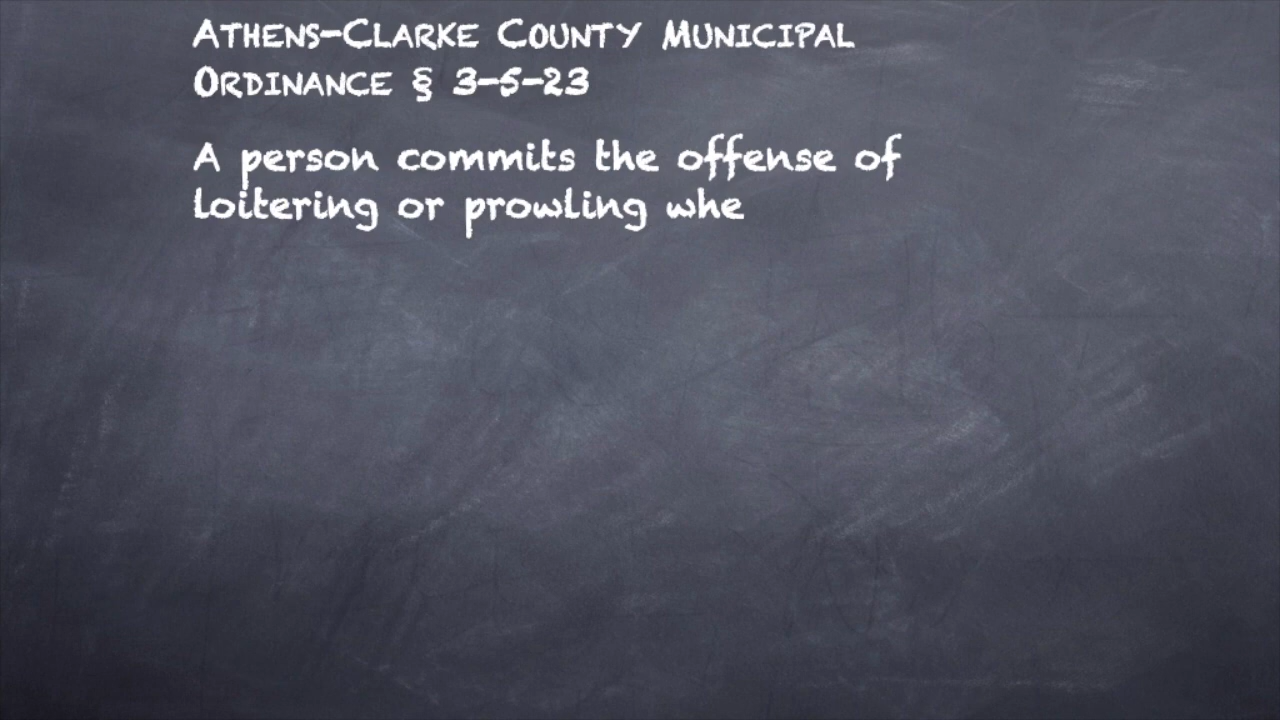 Athens-Clarke County Municipal
Ordinance § 3-5-23
A person commits the offense of
loitering or prowling whe